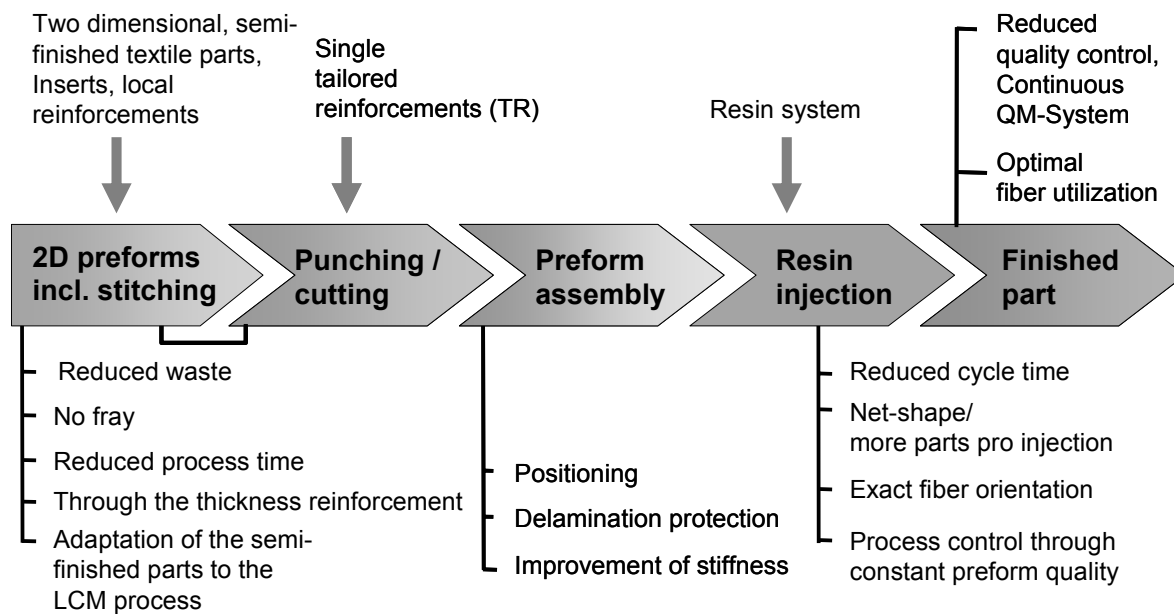 Two dimensional, semi-
finished textile parts,
Inserts, local
reinforcements
Single
tailored
reinforcements (TR)
Resin system
Reduced
quality control,
Continuous
QM-System
Optimal
fiber utilization
2D preforms
incl. stitching
Punching /
cutting
Preform
assembly
Resin
injection
Finished
part
Reduced waste
No fray
Reduced process time
Through the thickness reinforcement
Adaptation of the semi-
finished parts to the
LCM process
Positioning
Delamination protection
Improvement of stiffness
Reduced cycle time
Net-shape/
more parts pro injection
Exact fiber orientation
Process control through
constant preform quality